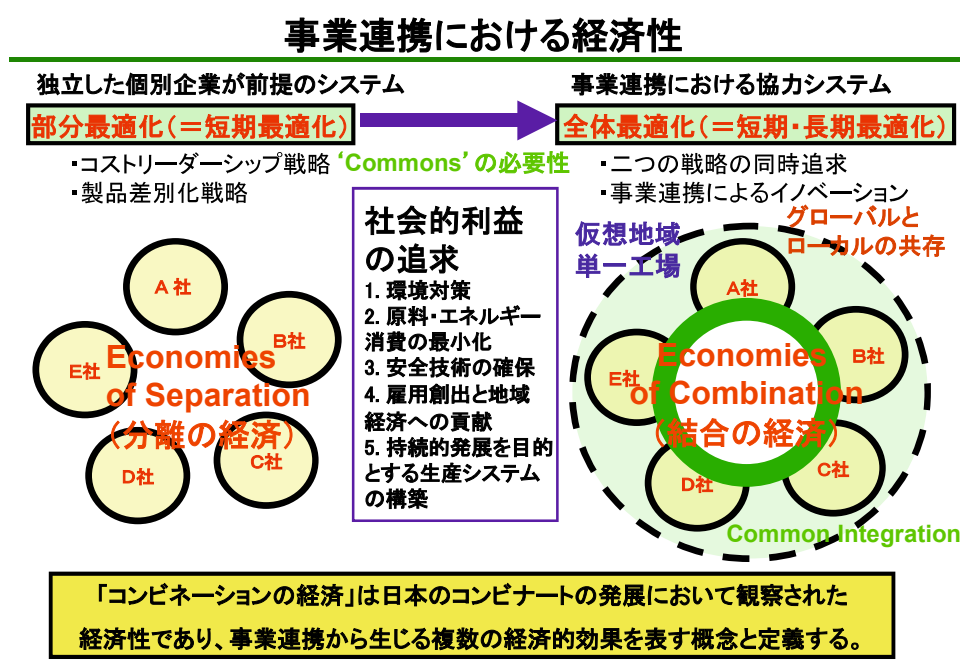 事業連携における経済性
独立した個別企業が前提のシステム
部分最適化(＝短期最適化)
・コストリーダーシップ戦略
・製品差別化戦略
事業連携における協力システム
全体最適化(＝短期・長期最適化)
・二つの戦略の同時追求
・事業連携によるイノベーション
‘Commons’の必要性
社会的利益
の追求
1. 環境対策
2. 原料・エネルギー
消費の最小化
3. 安全技術の確保
4. 雇用創出と地域
経済への貢献
5. 持続的発展を目的
とする生産システム
の構築
A社
B社
E社
Economies
of Separation
(分離の経済)
D社
C社
仮想地域
単一工場
グローバルと
ローカルの共存
A社
B社
E社
Economies
of Combination
(結合の経済)
D社
C社
Common Integration
「コンビネーションの経済」は日本のコンビナートの発展において観察された
経済性であり、事業連携から生じる複数の経済的効果を表す概念と定義する。